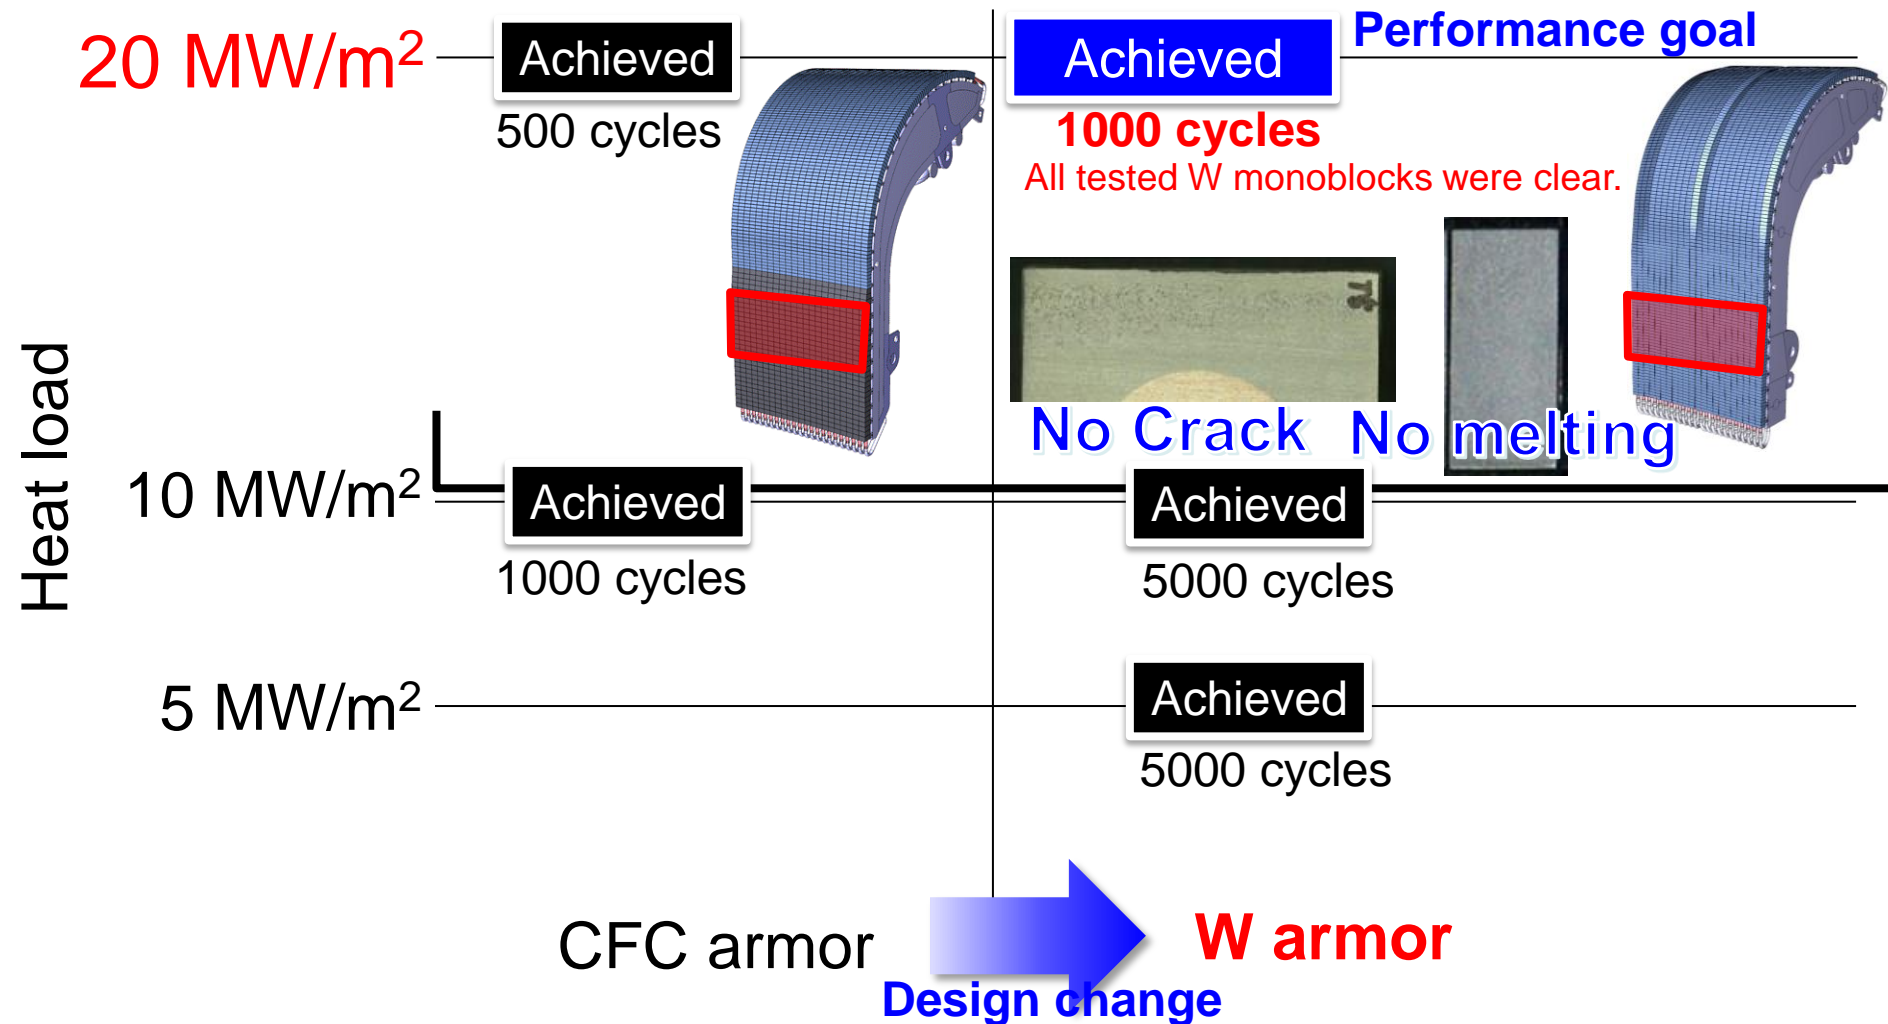 20 MW/m²
Achieved
500 cycles
Achieved
Performance goal
1000 cycles
All tested W monoblocks were clear.
No Crack
No melting
Heat load
10 MW/m²
Achieved
1000 cycles
Achieved
5000 cycles
5 MW/m²
Achieved
5000 cycles
CFC armor
W armor
Design change